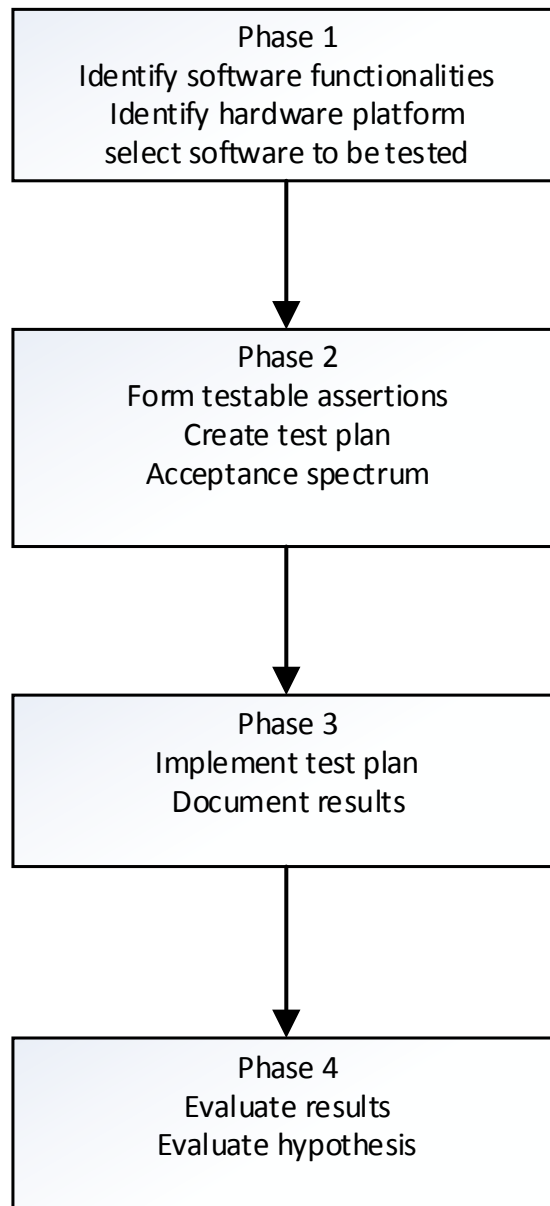 Phase 1
Identify software functionalities
Identify hardware platform
select software to be tested
Phase 2
Form testable assertions
Create test plan
Acceptance spectrum
Phase 3
Implement test plan
Document results
Phase 4
Evaluate results
Evaluate hypothesis